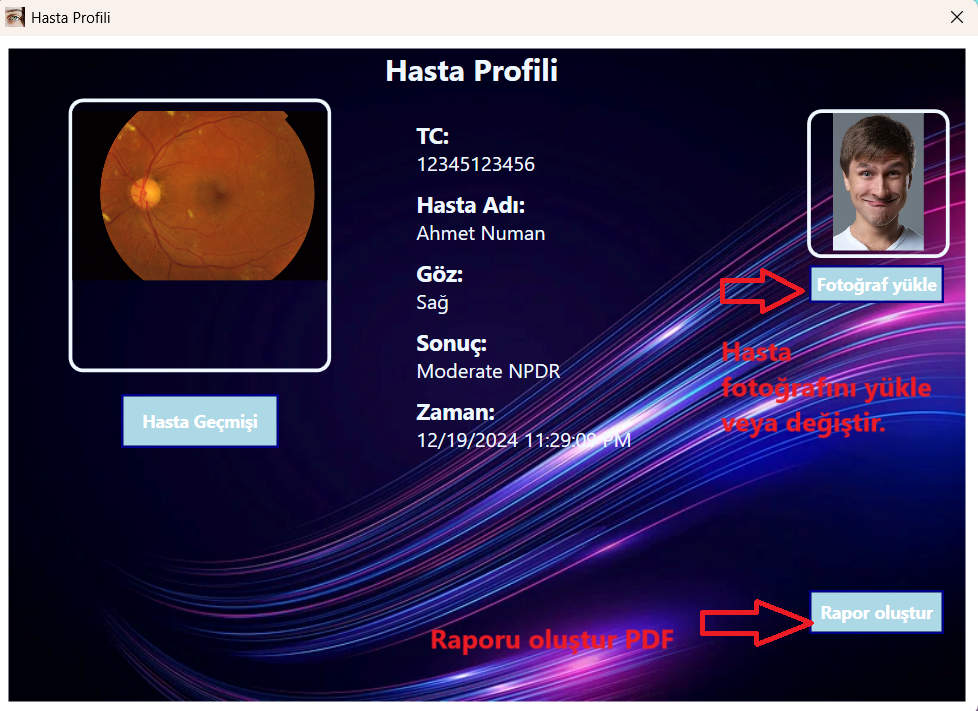 Hasta Profili
Hasta Profili
TC:
12345123456
Hasta Adı:
Ahmet Numan
Göz:
Sağ
Sonuç:
Moderate NPDR
Zaman:
12/19/2024 11:29:09 PM
Hasta Geçmişi
Fotoğraf yükle
Hasta
fotoğrafını yükle
veya değiştir.
Rapor oluştur
Raporu oluştur PDF